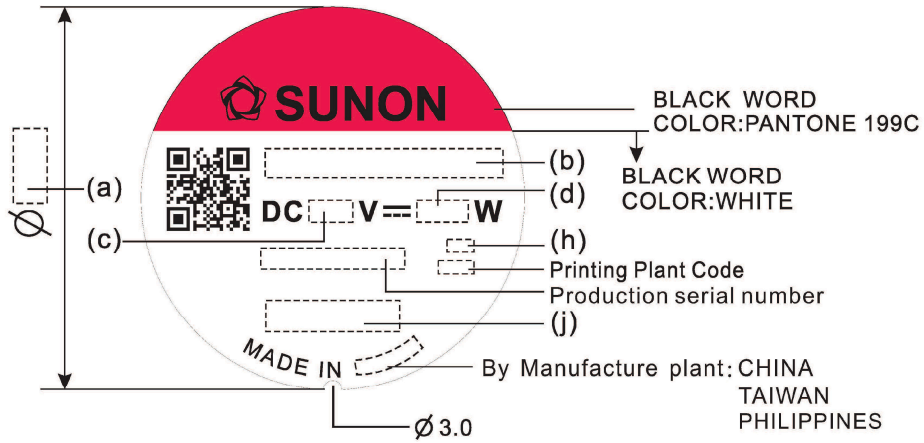 SUNON
BLACK WORD
COLOR:PANTONE 199C
(a)
(b)
BLACK WORD
COLOR:WHITE
(d)
DC V W
(c)
(h)
Printing Plant Code
Production serial number
(j)
MADE IN
By Manufacture plant: CHINA
TAIWAN
PHILIPPINES
Ø
Ø 3.0